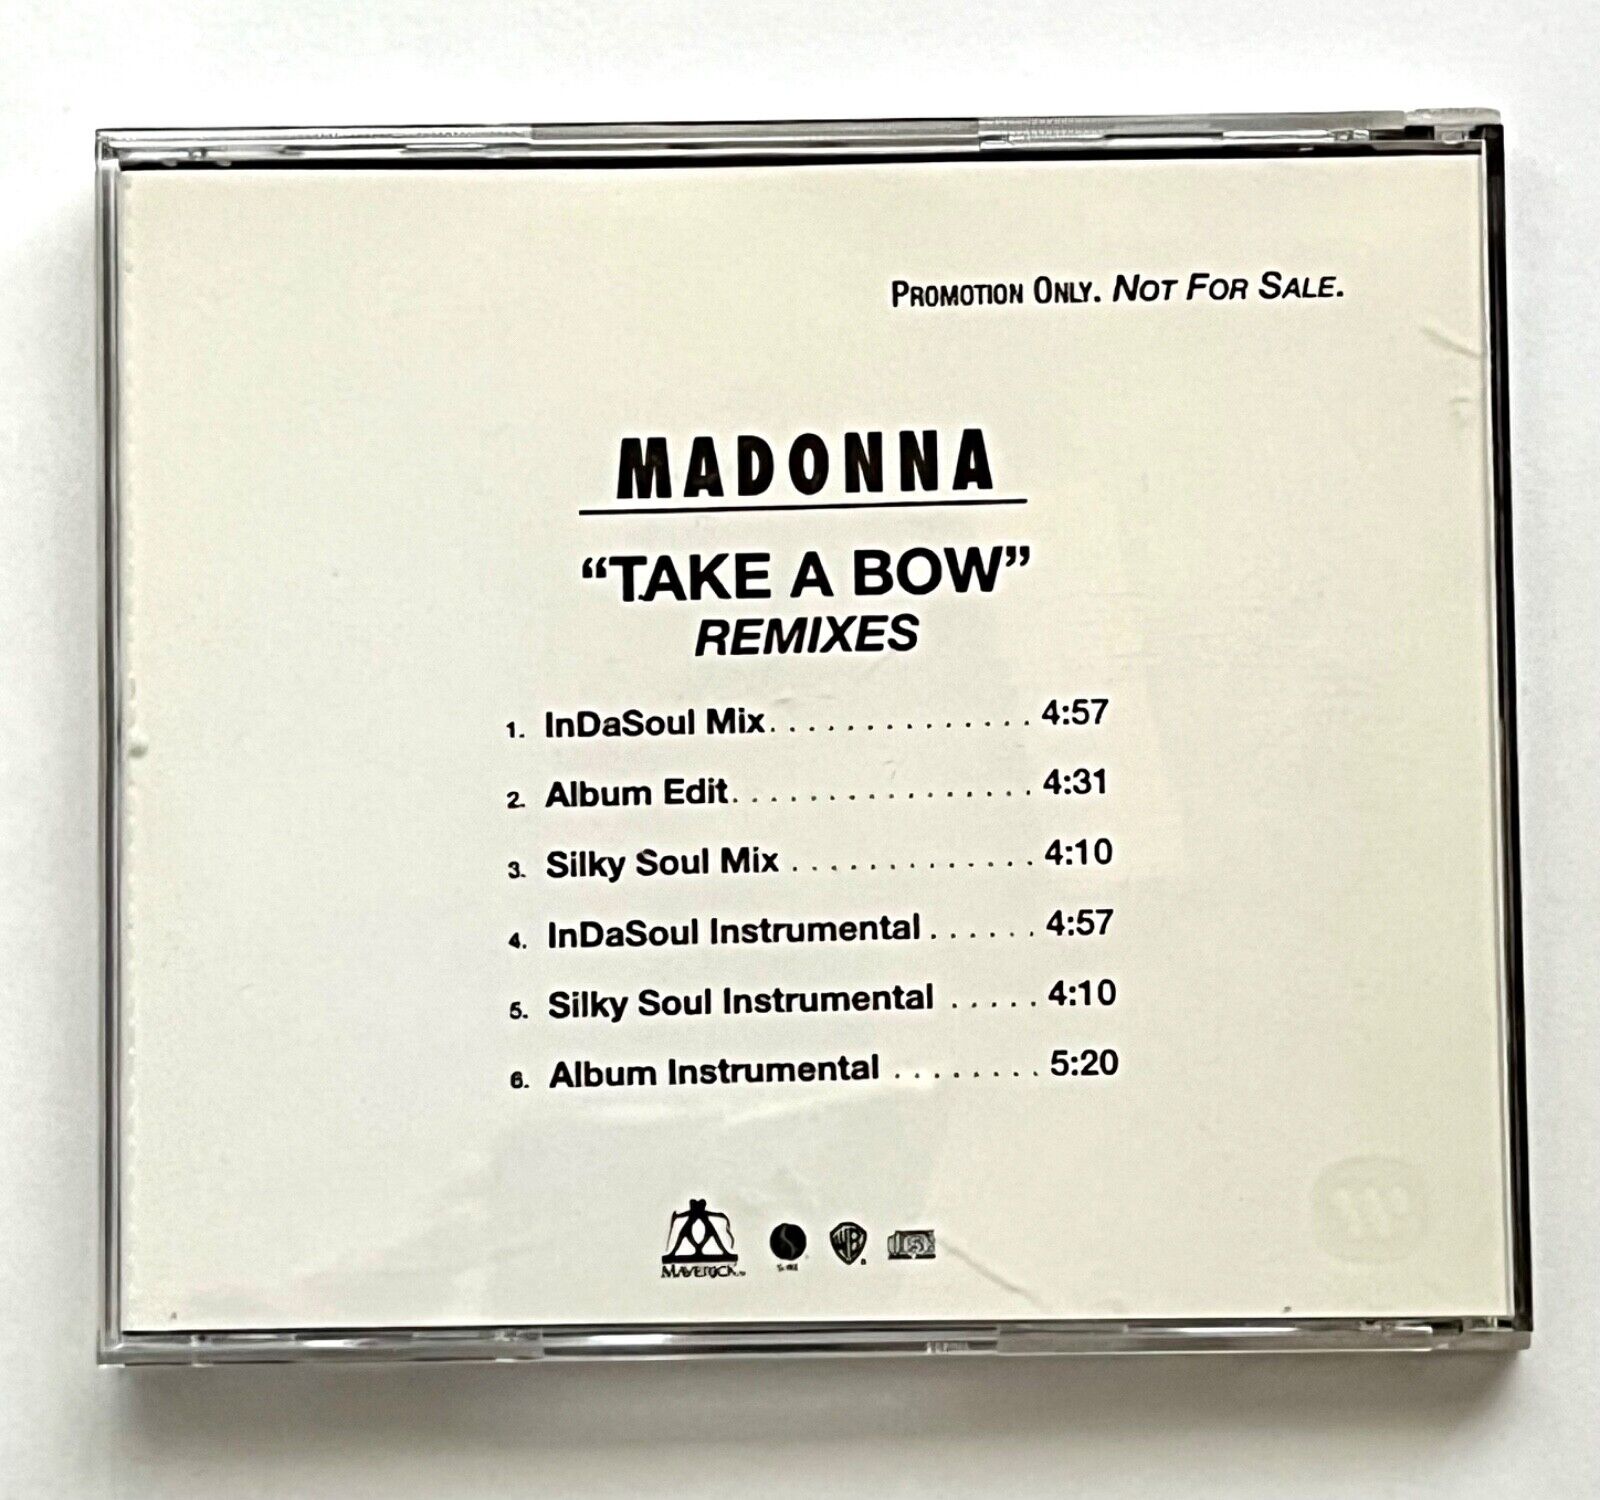 PROMOTION ONLY. NOT FOR SALE.
MADONNA
“TAKE A BOW”
REMIXES
1. InDaSoul Mix. . . . . . . . . . . . . . 4:57
2. Album Edit. . . . . . . . . . . . . . . . 4:31
3. Silky Soul Mix . . . . . . . . . . . . . 4:10
4. InDaSoul Instrumental . . . . . . 4:57
5. Silky Soul Instrumental . . . . . 4:10
6. Album Instrumental . . . . . . . . 5:20
MAVERICK
WB